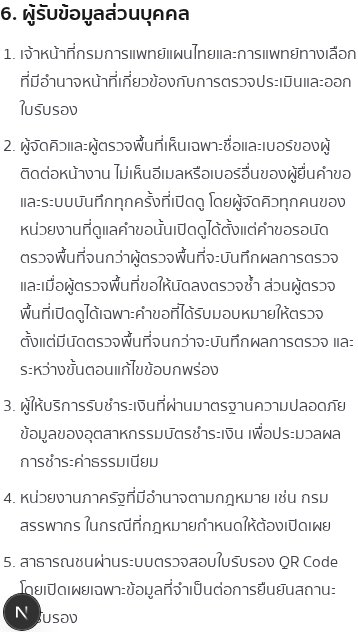 6. ผู้รับข้อมูลส่วนบุคคล
1. เจ้าหน้าที่กรมการแพทย์แผนไทยและการแพทย์ทางเลือก
ที่มีอำนาจหน้าที่เกี่ยวข้องกับการตรวจประเมินและออก
ใบรับรอง
2. ผู้จัดคิวและผู้ตรวจพื้นที่เห็นเฉพาะชื่อและเบอร์ของผู้
ติดต่อหน้างาน ไม่เห็นอีเมลหรือเบอร์อื่นของผู้ยื่นคำขอ
และระบบบันทึกทุกครั้งที่เปิดดู โดยผู้จัดคิวทุกคนของ
หน่วยงานที่ดูแลคำขอนั้นเปิดดูได้ตั้งแต่คำขอรอนัด
ตรวจพื้นที่จนกว่าผู้ตรวจพื้นที่จะบันทึกผลการตรวจ
และเมื่อผู้ตรวจพื้นที่ขอให้นัดลงตรวจซ้ำ ส่วนผู้ตรวจ
พื้นที่เปิดดูได้เฉพาะคำขอที่ได้รับมอบหมายให้ตรวจ
ตั้งแต่มีนัดตรวจพื้นที่จนกว่าจะบันทึกผลการตรวจ และ
ระหว่างขั้นตอนแก้ไขข้อบกพร่อง
3. ผู้ให้บริการรับชำระเงินที่ผ่านมาตรฐานความปลอดภัย
ข้อมูลของอุตสาหกรรมบัตรชำระเงิน เพื่อประมวลผล
การชำระค่าธรรมเนียม
4. หน่วยงานภาครัฐที่มีอำนาจตามกฎหมาย เช่น กรม
สรรพากร ในกรณีที่กฎหมายกำหนดให้ต้องเปิดเผย
5. สาธารณชนผ่านระบบตรวจสอบใบรับรอง QR Code
โดยเปิดเผยเฉพาะข้อมูลที่จำเป็นต่อการยืนยันสถานะ
รับรอง
N